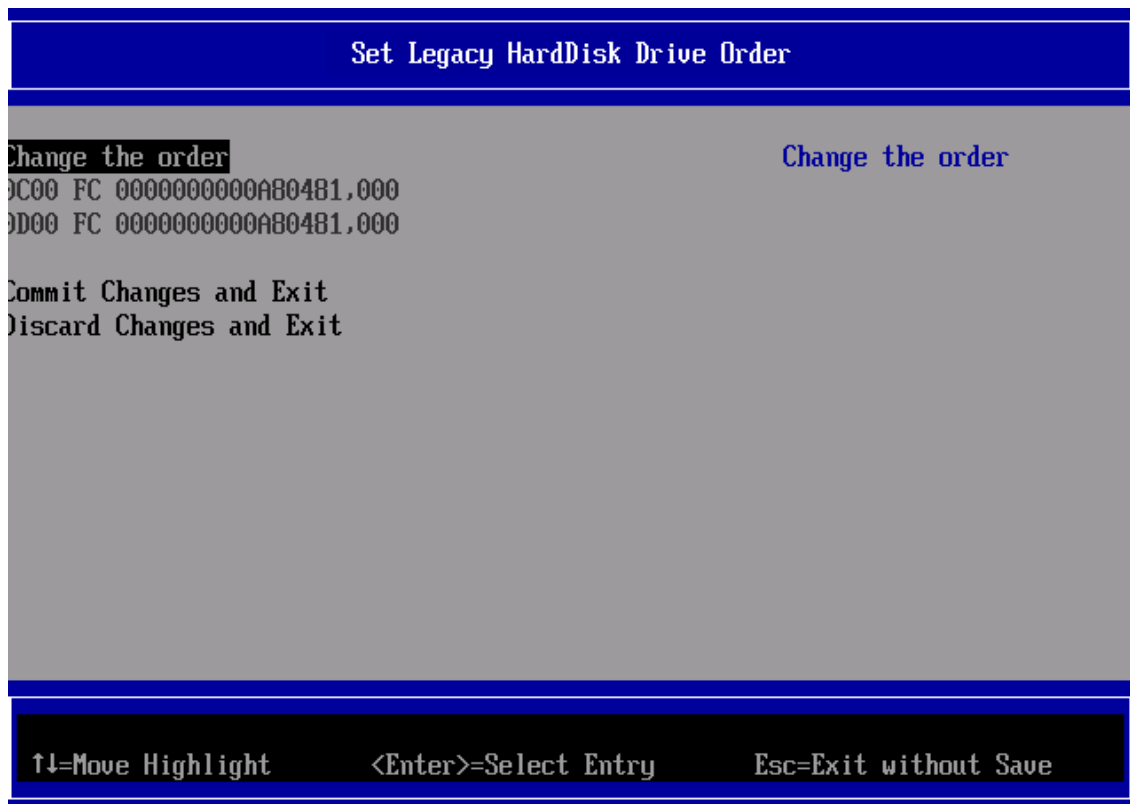 Set Legacy HardDisk Drive Order
Change the order
Change the order
0C00 FC 0000000000A80481,000
0D00 FC 0000000000A80481,000
Commit Changes and Exit
Discard Changes and Exit
↑↓=Move Highlight <Enter>=Select Entry Esc=Exit without Save